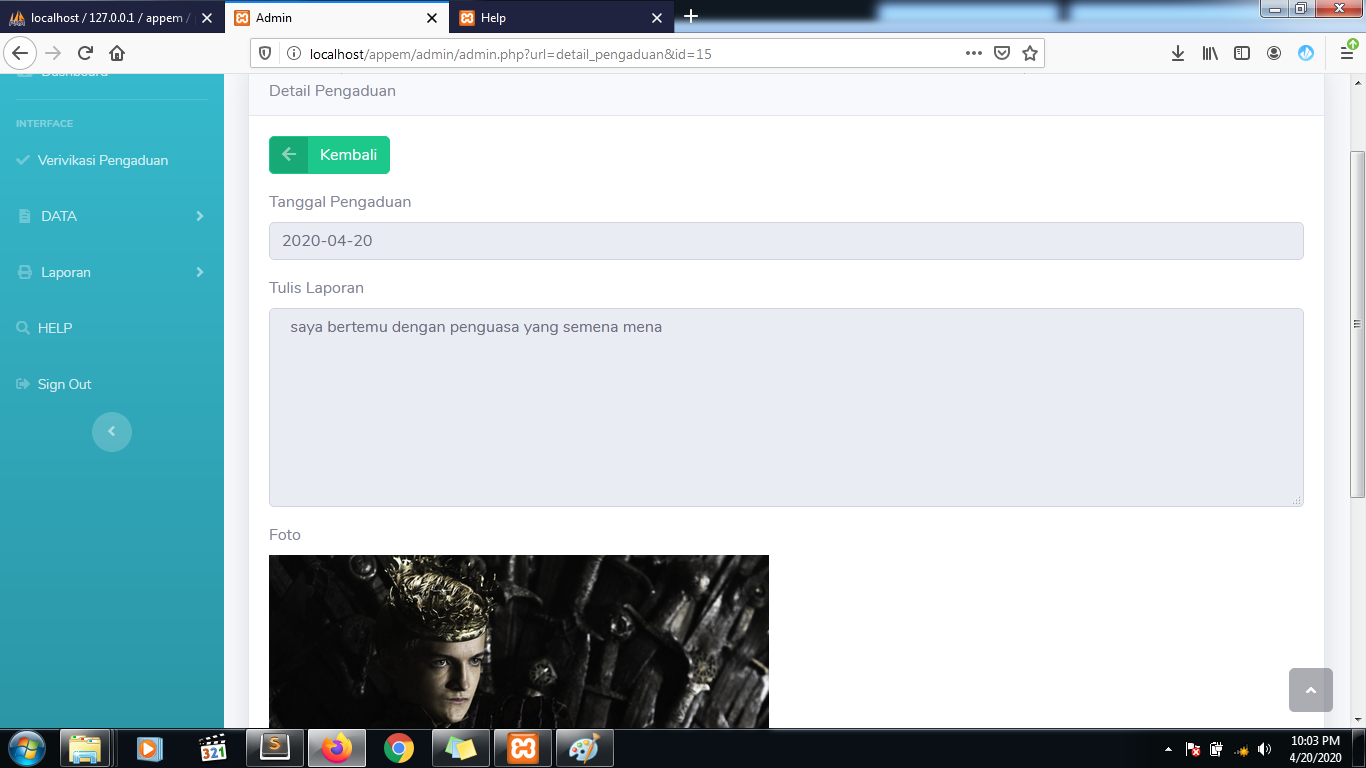 localhost / 127.0.0.1 / appem /
Admin
Help
localhost/appem/admin/admin.php?url=detail_pengaduan&id=15
Dashboard
INTERFACE
Verivikasi Pengaduan
DATA
Laporan
HELP
Sign Out
Detail Pengaduan
Kembali
Tanggal Pengaduan
2020-04-20
Tulis Laporan
saya bertemu dengan penguasa yang semena mena
Foto
321
S
10:03 PM
4/20/2020